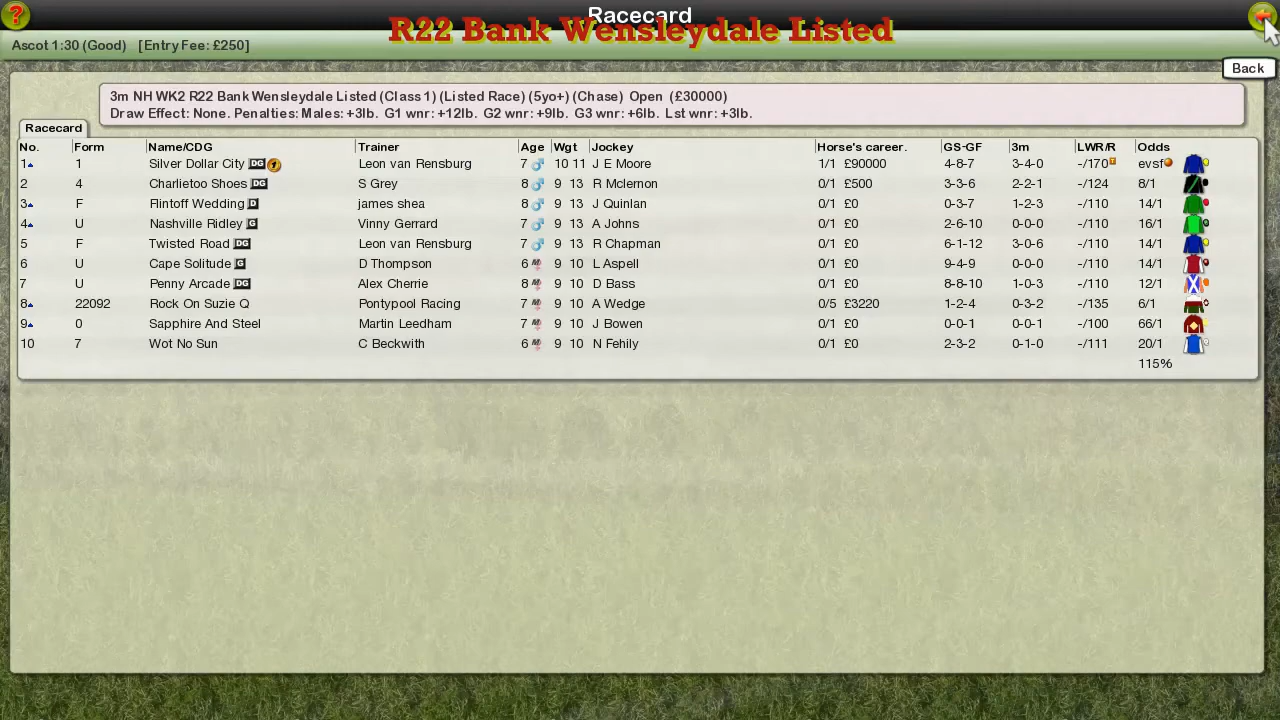 Racecard
R22 Bank Wensleydale Listed
Ascot 1:30 (Good) [Entry Fee: £250]
Back
3m NH WK2 R22 Bank Wensleydale Listed (Class 1) (Listed Race) (5yo+) (Chase) Open (£30000)
Draw Effect: None. Penalties: Males: +3lb. G1 wnr: +12lb. G2 wnr: +9lb. G3 wnr: +6lb. Lst wnr: +3lb.
Racecard
No. Form Name/CDG Trainer Age Wgt Jockey Horse's career. GS-GF 3m LWR/R Odds
1 1 Silver Dollar City DG 1 Leon van Rensburg 7 10 11 J E Moore 1/1 £90000 4-8-7 3-4-0 -/170 T evsf
2 4 Charlietoo Shoes DG S Grey 8 9 13 R Mclernon 0/1 £500 3-3-6 2-2-1 -/124 8/1
3 F Flintoff Wedding D james shea 8 9 13 J Quinlan 0/1 £0 0-3-7 1-2-3 -/110 14/1
4 U Nashville Ridley G Vinny Gerrard 7 9 13 A Johns 0/1 £0 2-6-10 0-0-0 -/110 16/1
5 F Twisted Road DG Leon van Rensburg 7 9 13 R Chapman 0/1 £0 6-1-12 3-0-6 -/110 14/1
6 U Cape Solitude G D Thompson 6 9 10 L Aspell 0/1 £0 9-4-9 0-0-0 -/110 14/1
7 U Penny Arcade DG Alex Cherrie 8 9 10 D Bass 0/1 £0 8-8-10 1-0-3 -/110 12/1
8 22092 Rock On Suzie Q Pontypool Racing 7 9 10 A Wedge 0/5 £3220 1-2-4 0-3-2 -/135 6/1
9 0 Sapphire And Steel Martin Leedham 7 9 10 J Bowen 0/1 £0 0-0-1 0-0-1 -/100 66/1
10 7 Wot No Sun C Beckwith 6 9 10 N Fehily 0/1 £0 2-3-2 0-1-0 -/111 20/1
115%